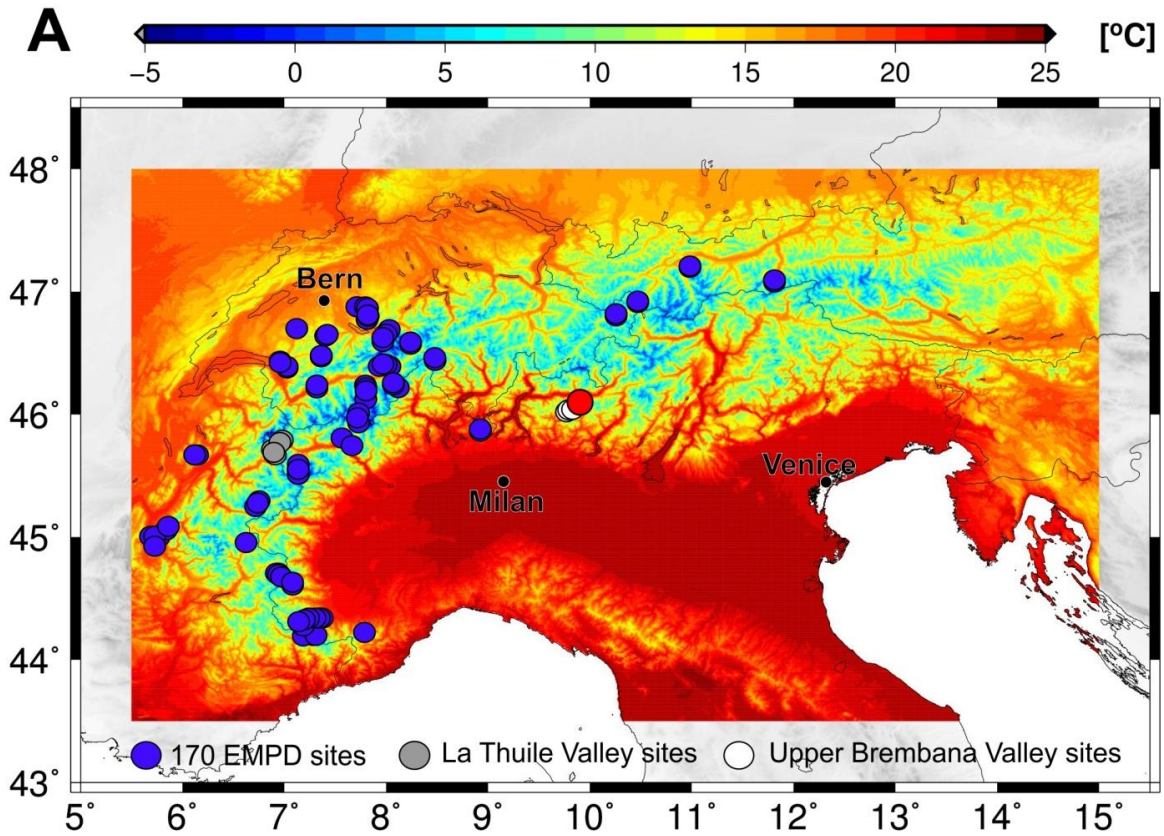 A
[ºC]
−5 0 5 10 15 20 25
48˚
47˚
46˚
45˚
44˚
43˚
Bern
Milan
Venice
170 EMPD sites La Thuile Valley sites Upper Brembana Valley sites
5˚ 6˚ 7˚ 8˚ 9˚ 10˚ 11˚ 12˚ 13˚ 14˚ 15˚